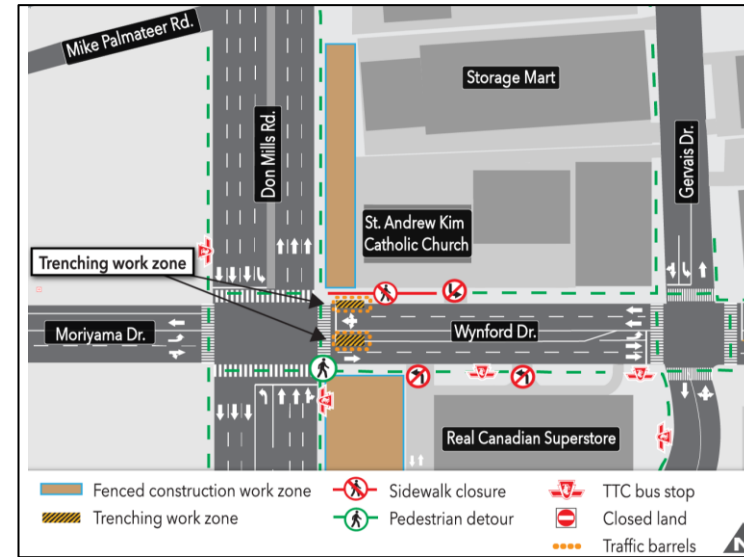 Mike Palmateer Rd.
Don Mills Rd.
Storage Mart
Gervais Dr.
St. Andrew Kim
Catholic Church
Trenching work zone
Moriyama Dr.
Wynford Dr.
Real Canadian Superstore
Fenced construction work zone
Sidewalk closure
TTC bus stop
Trenching work zone
Pedestrian detour
Closed land
Traffic barrels
N